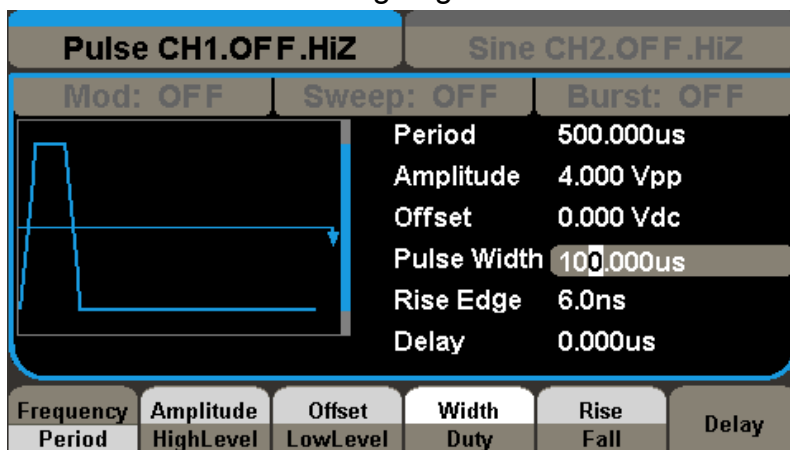 Pulse CH1.OFF.HiZ
Sine CH2.OFF.HiZ
Mod: OFF
Sweep: OFF
Burst: OFF
Period 500.000us
Amplitude 4.000 Vpp
Offset 0.000 Vdc
Pulse Width 100.000us
Rise Edge 6.0ns
Delay 0.000us
Frequency Amplitude Offset Width Rise Delay
Period HighLevel LowLevel Duty Fall